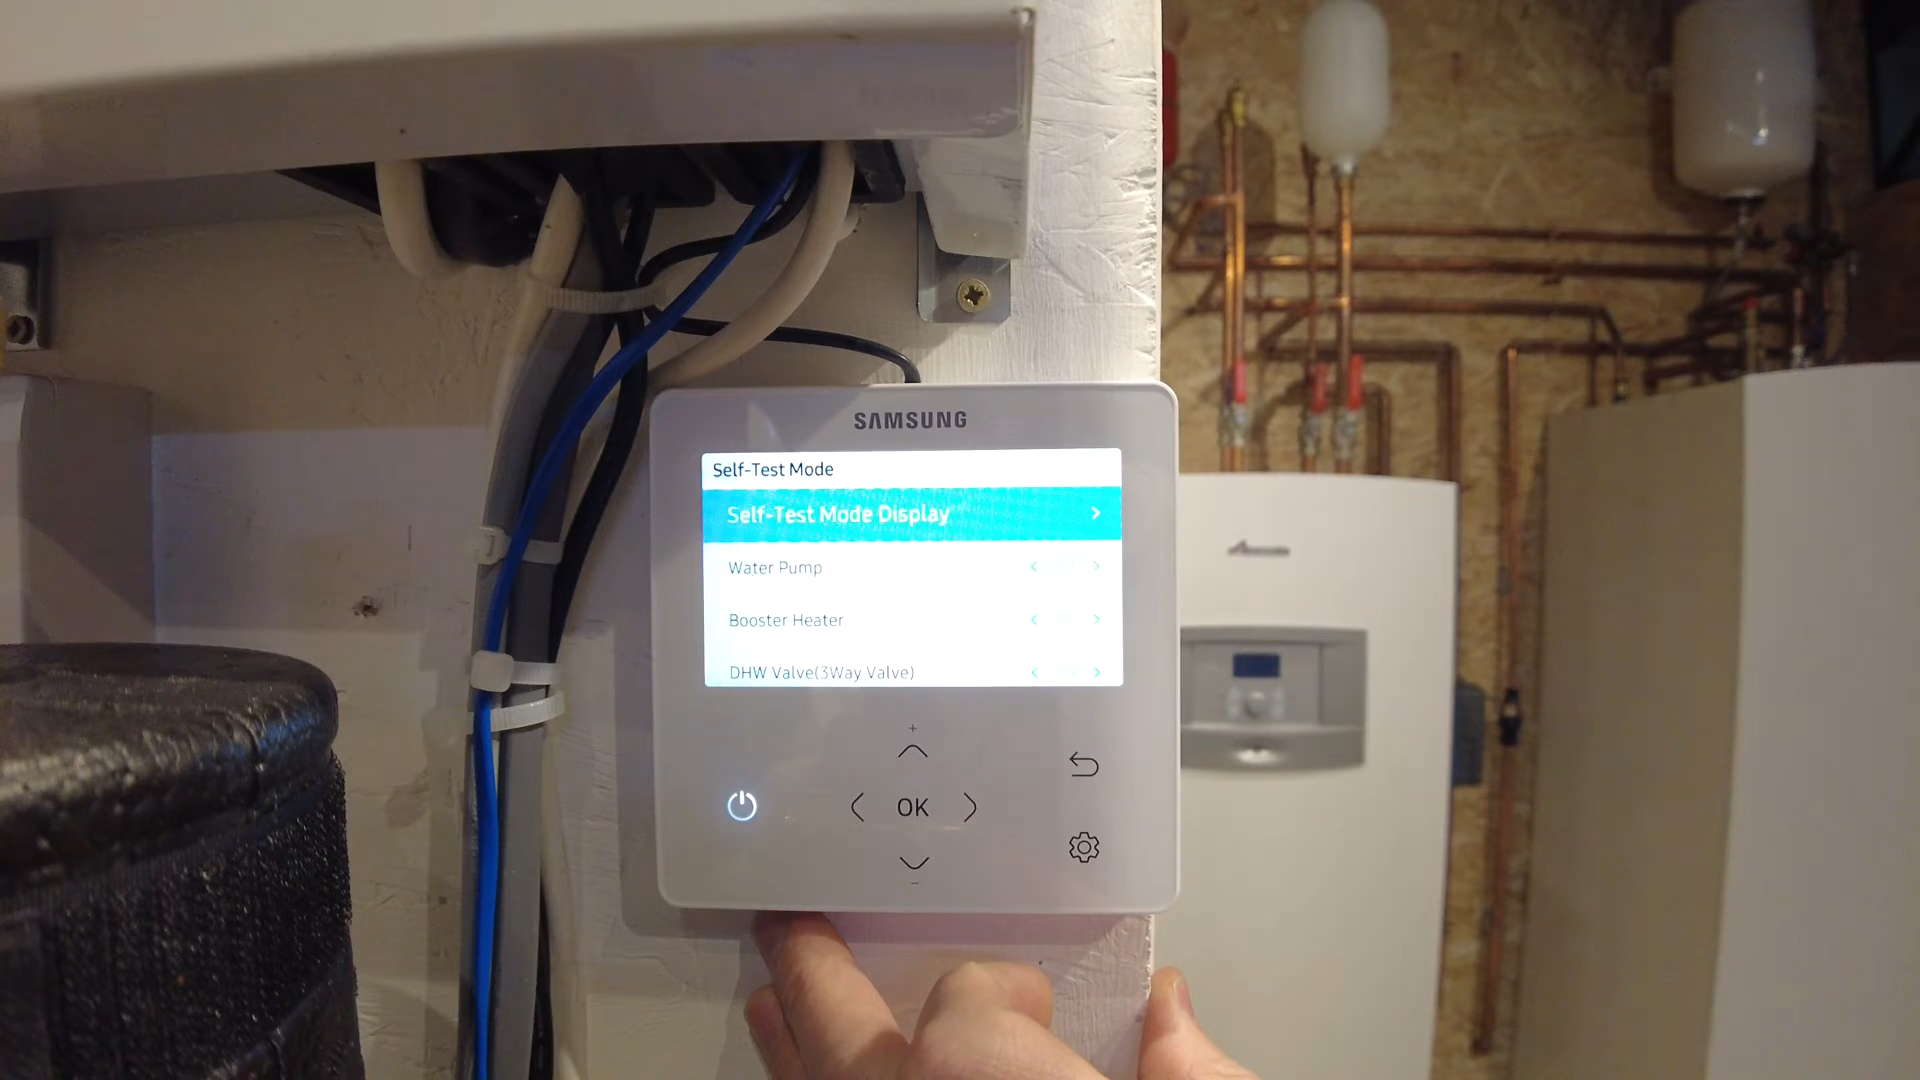 SAMSUNG
Self-Test Mode
Self-Test Mode Display
Water Pump
Booster Heater
DHW Valve(3Way Valve)
+
OK
-